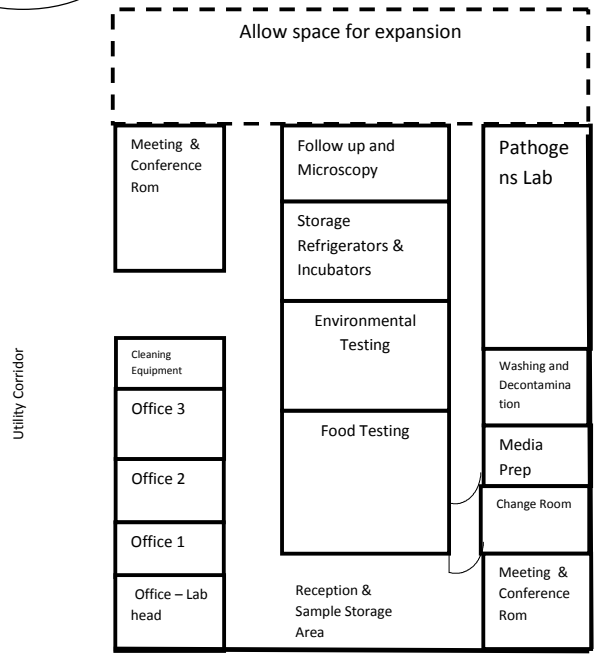 Allow space for expansion
Meeting &
Conference
Rom
Follow up and
Microscopy
Pathoge
ns Lab
Storage
Refrigerators &
Incubators
Environmental
Testing
Cleaning
Equipment
Washing and
Decontamina
tion
Utility Corridor
Office 3
Food Testing
Media
Prep
Office 2
Change Room
Office 1
Office – Lab
head
Reception &
Sample Storage
Area
Meeting &
Conference
Rom